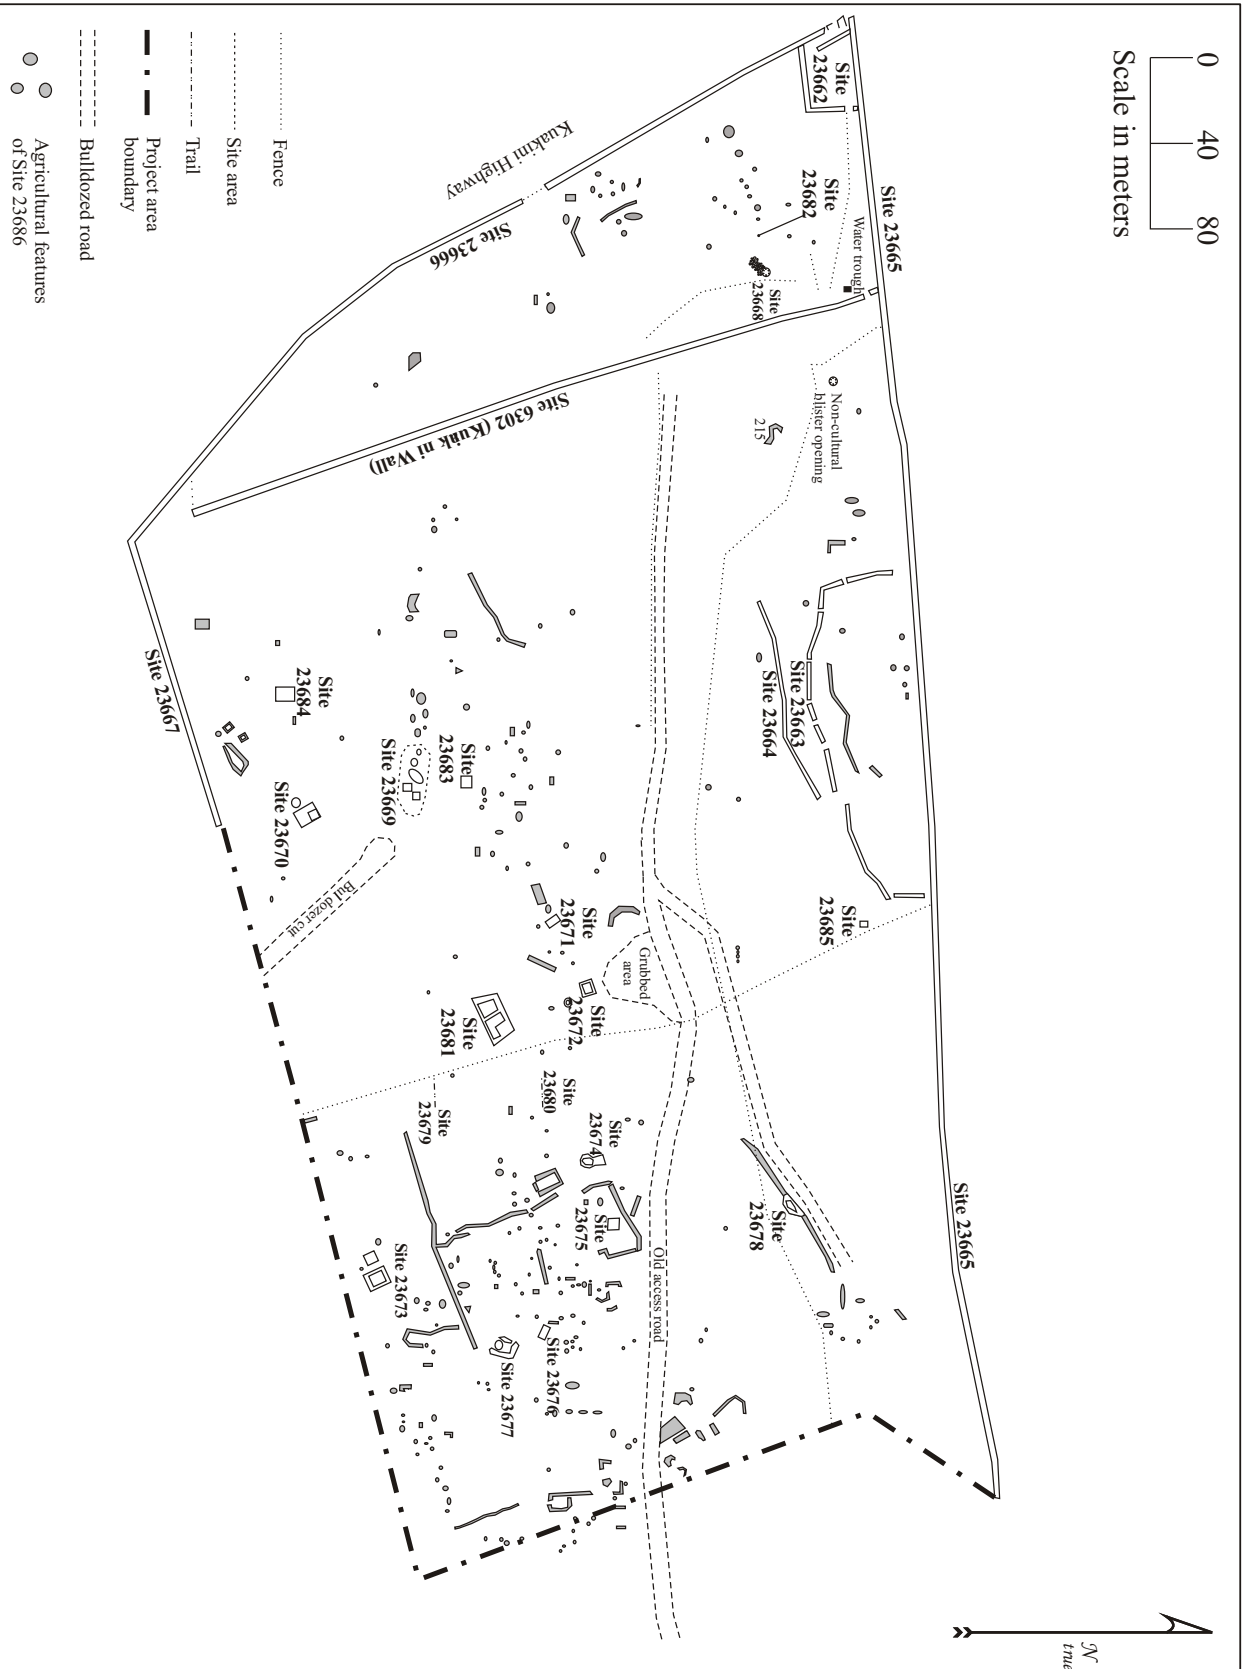 0 40 80
Scale in meters
N
true
Site
23662
Site 23665
Water trough
Site
23682
Site
23668
Kuakini Highway
Site 23666
Non-cultural
blister opening
215
Site 6302 (Kuik ni Wall)
Site 23663
Site 23664
Site
23685
Site 23665
Site
23678
Site
23684
Site 23667
Site
23683
Site 23669
Site 23670
Bul dozer cut
Site
23671
Grubbed
area
Site
23672
Site
23681
Site
23680
Site
23679
Site
23674
Site
23675
Old access road
Site 23673
Site 23676
Site 23677
Fence
Site area
Trail
Project area
boundary
Bulldozed road
Agricultural features
of Site 23686